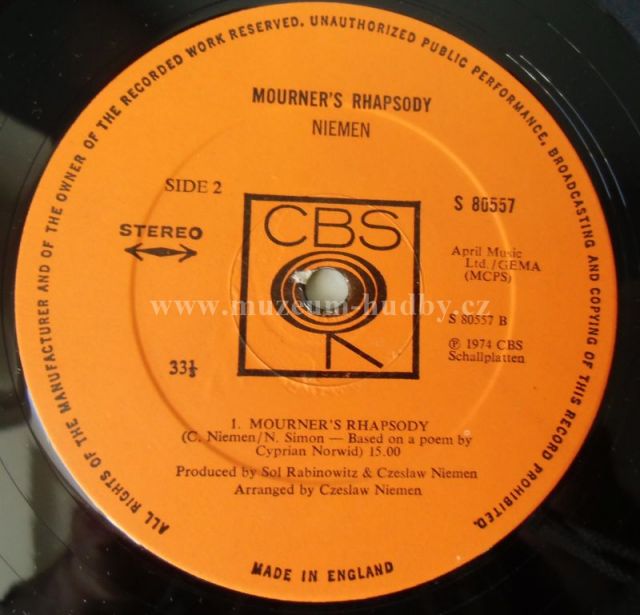 ALL RIGHTS OF THE MANUFACTURER AND OF THE OWNER OF THE RECORDED WORK RESERVED. UNAUTHORIZED PUBLIC PERFORMANCE, BROADCASTING AND COPYING OF THIS RECORD PROHIBITED.
MOURNER'S RHAPSODY
NIEMEN
SIDE 2
STEREO
33⅓
CBS
S 80557
April Music
Ltd./GEMA
(MCPS)
S 80557 B
℗ 1974 CBS
Schallplatten
www.muzeum-hudby.cz
1. MOURNER'S RHAPSODY
(C. Niemen/N. Simon — Based on a poem by
Cyprian Norwid) 15.00
Produced by Sol Rabinowitz & Czeslaw Niemen
Arranged by Czeslaw Niemen
MADE IN ENGLAND